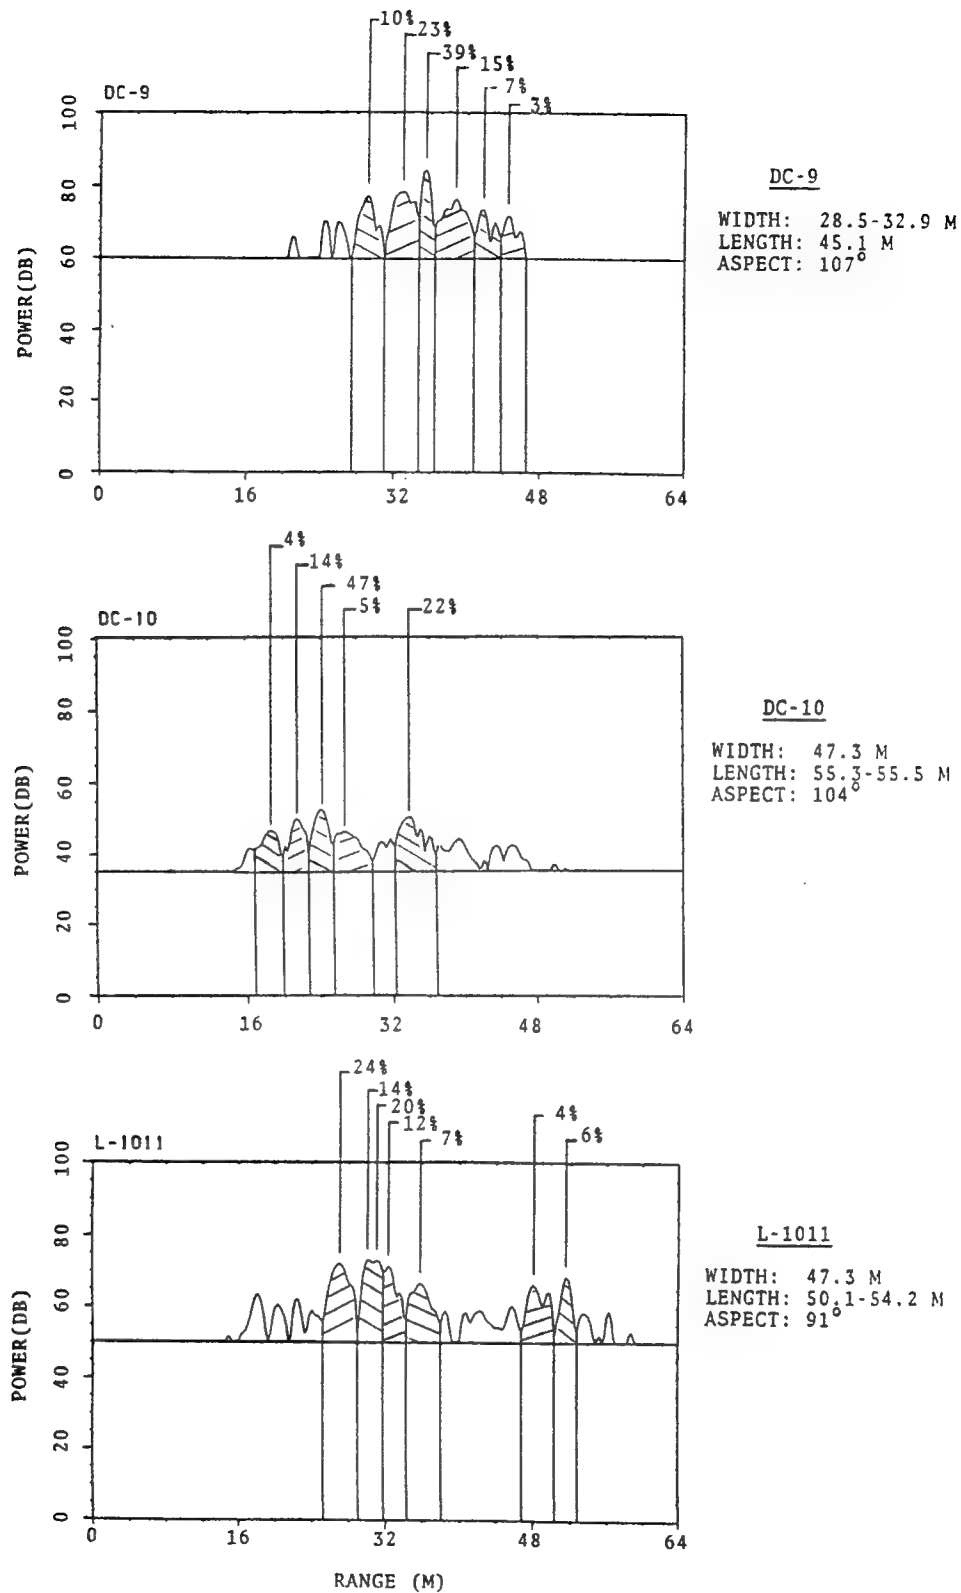 10%
23%
39%
15%
7%
3%
DC-9
100
80
60
40
20
0
POWER(DB)
0 16 32 48 64
DC-9
WIDTH: 28.5-32.9 M
LENGTH: 45.1 M
ASPECT: 107°
4%
14%
47%
5% 22%
DC-10
100
80
60
40
20
0
POWER(DB)
0 16 32 48 64
DC-10
WIDTH: 47.3 M
LENGTH: 55.3-55.5 M
ASPECT: 104°
24%
14%
20%
12%
7%
4%
6%
L-1011
100
80
60
40
20
0
POWER(DB)
0 16 32 48 64
RANGE (M)
L-1011
WIDTH: 47.3 M
LENGTH: 50.1-54.2 M
ASPECT: 91°